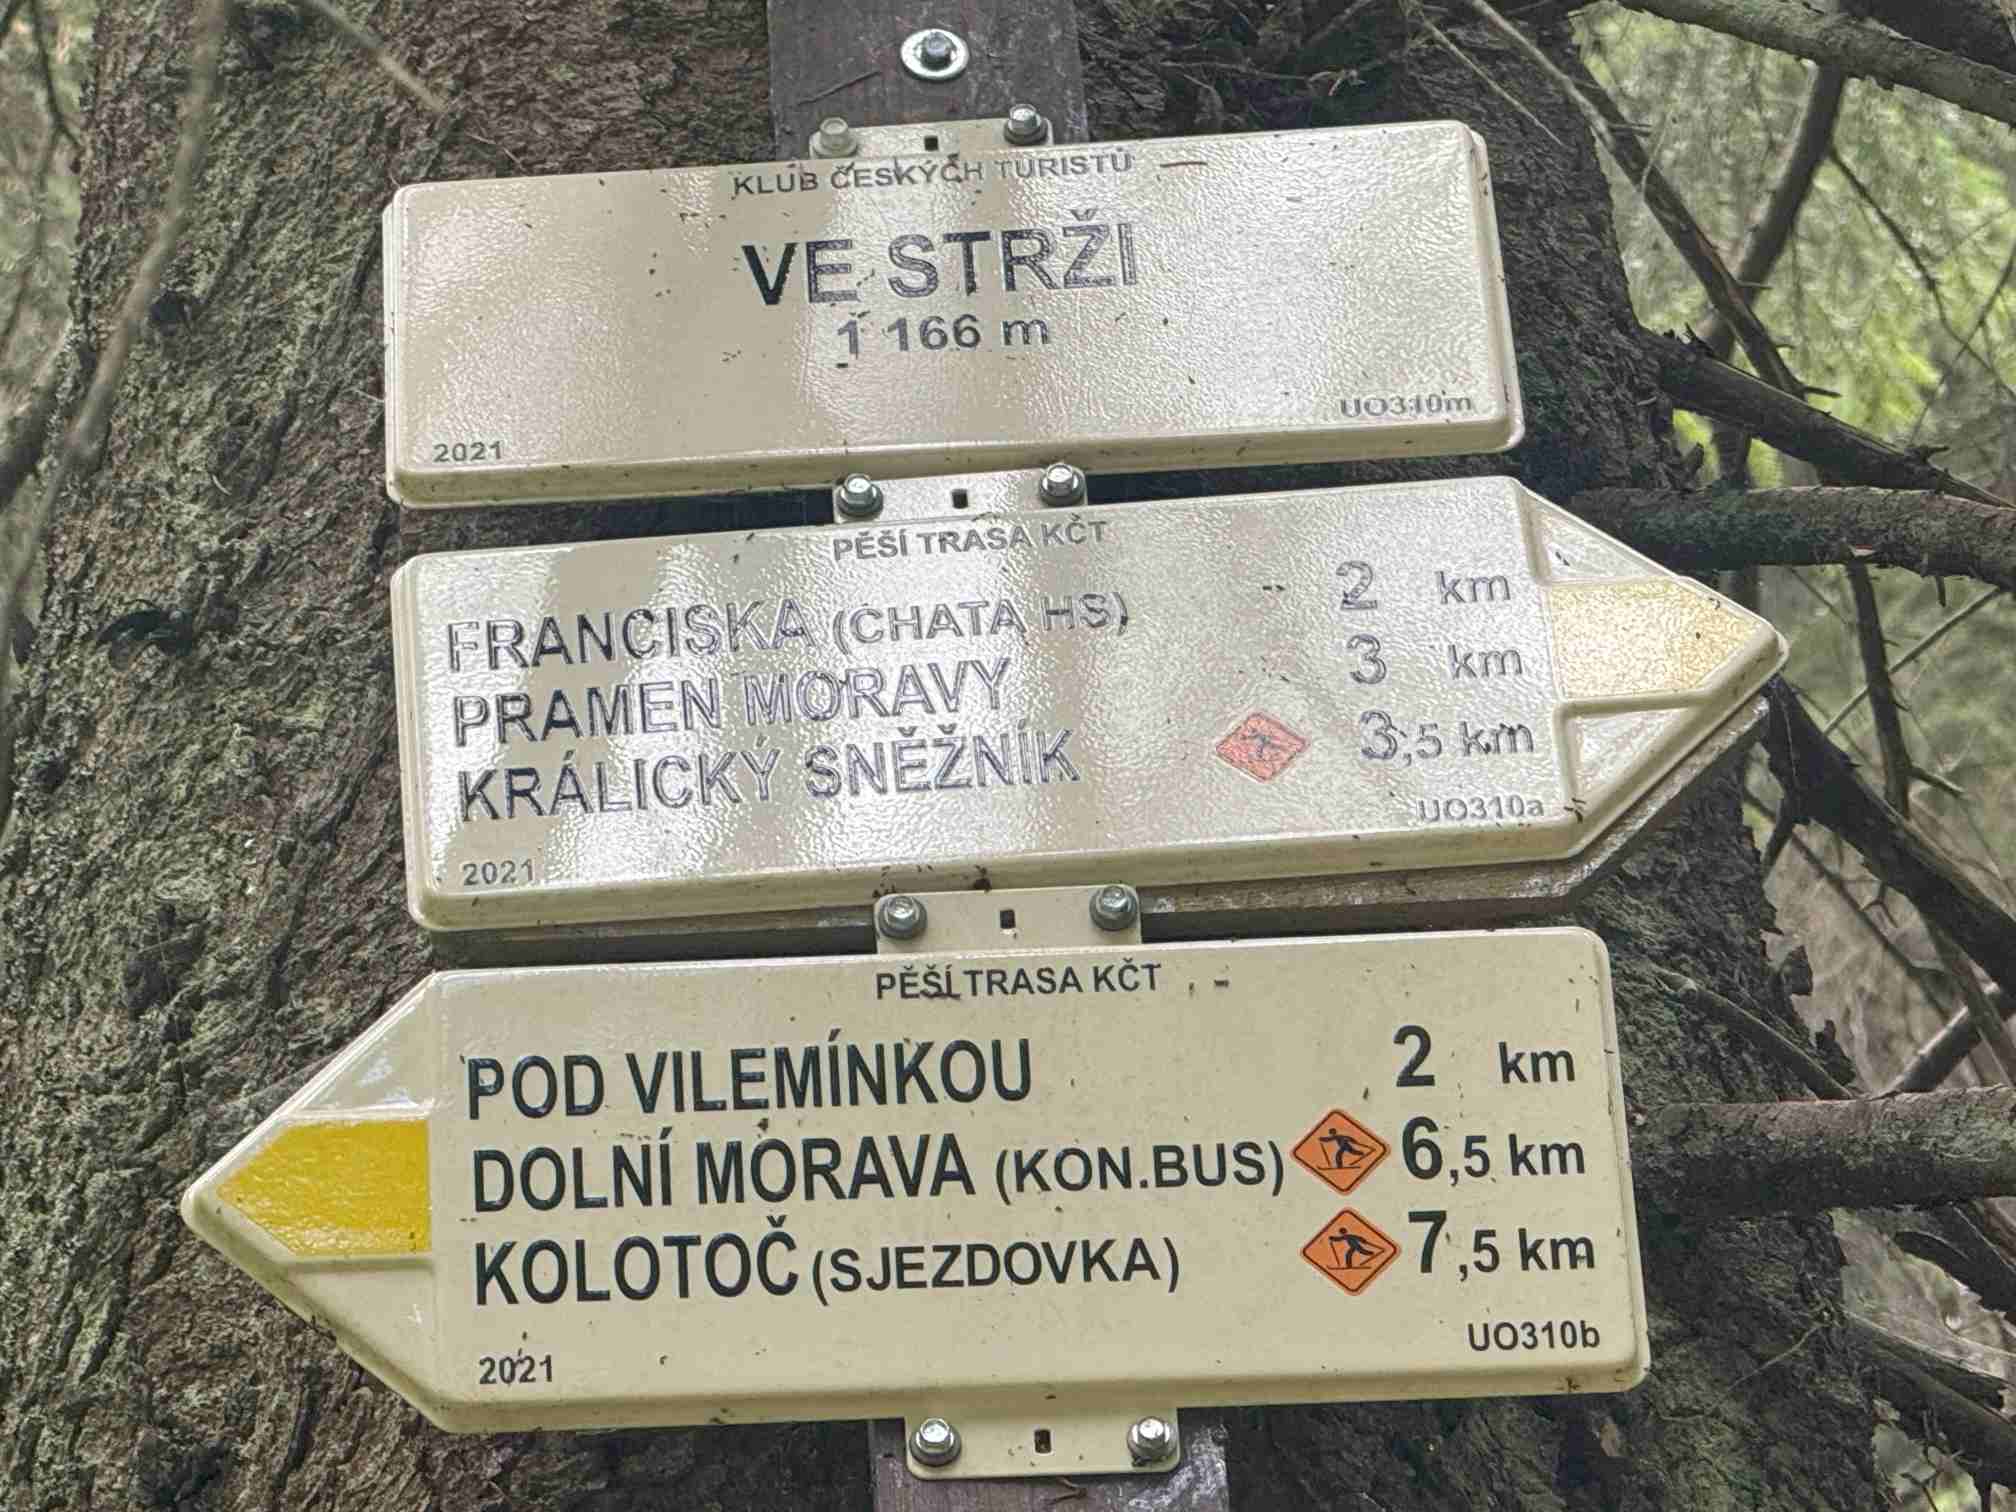 KLUB ČESKÝCH TURISTŮ
VE STRŽI
1 166 m
UO310m
2021
PĚŠÍ TRASA KČT
FRANCISKA (CHATA HS) 2 km
PRAMEN MORAVY 3 km
KRÁLICKÝ SNĚŽNÍK 3,5 km
UO310a
2021
PĚŠÍ TRASA KČT
POD VILEMÍNKOU 2 km
DOLNÍ MORAVA (KON.BUS) 6,5 km
KOLOTOČ (SJEZDOVKA) 7,5 km
UO310b
2021